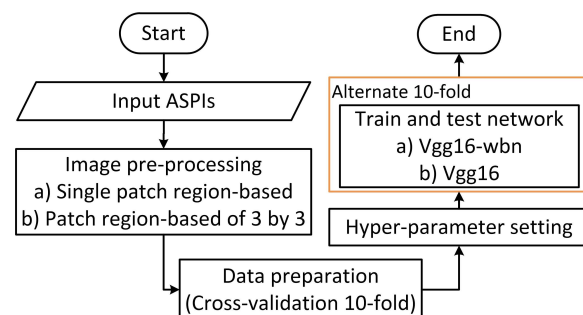 Start
Input ASPIs
Image pre-processing
a) Single patch region-based
b) Patch region-based of 3 by 3
Data preparation
(Cross-validation 10-fold)
Hyper-parameter setting
Alternate 10-fold
Train and test network
a) Vgg16-wbn
b) Vgg16
End